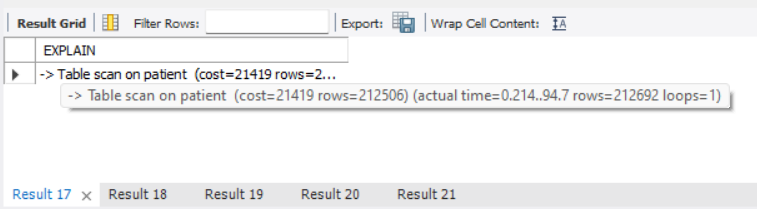 Result Grid Filter Rows: Export: Wrap Cell Content: IA
EXPLAIN
-> Table scan on patient (cost=21419 rows=2...
-> Table scan on patient (cost=21419 rows=212506) (actual time=0.214..94.7 rows=212692 loops=1)
Result 17 × Result 18 Result 19 Result 20 Result 21